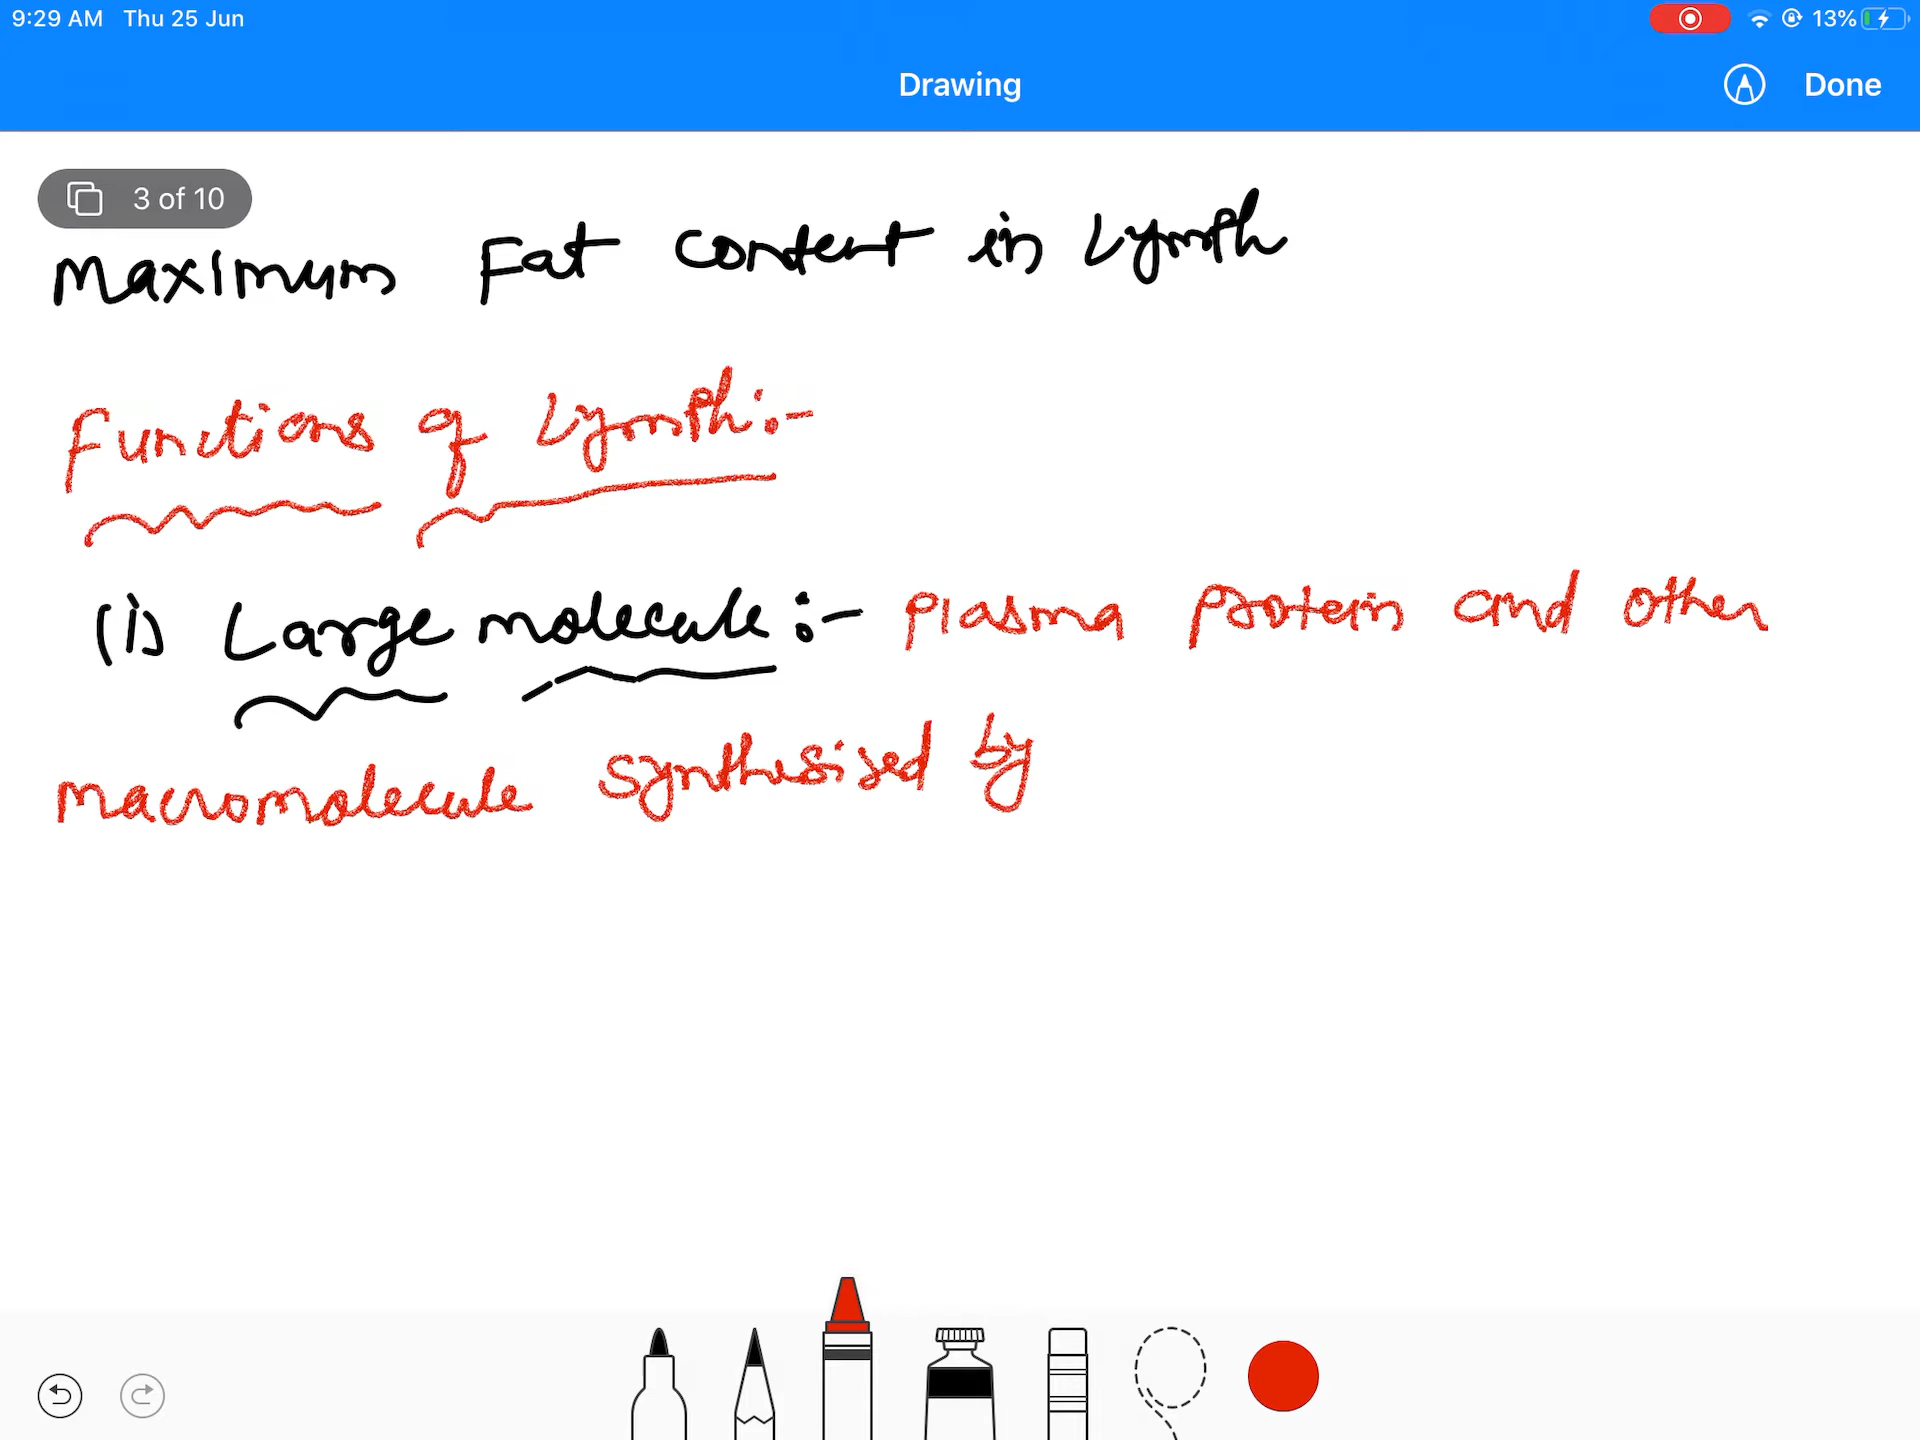 9:29 AM Thu 25 Jun 13%
Drawing Done
3 of 10
Maximum Fat content in Lymph
Functions of Lymph:-
(i) Large molecule:- Plasma protein and other
macromolecule synthesised by